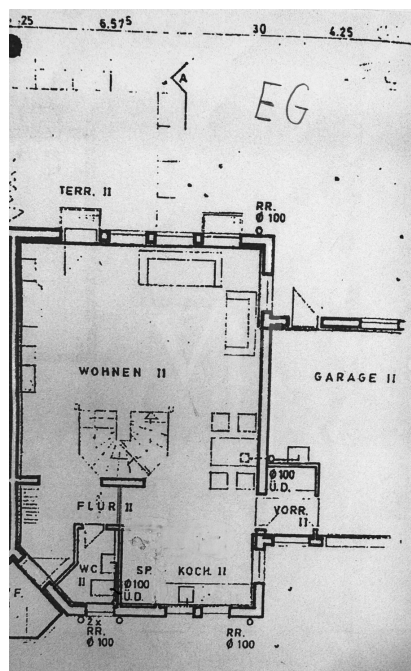 25 6.57⁵ 30 4.25
A
EG
TERR. II
RR.
Ø 100
WOHNEN II
GARAGE II
Ø 100
Ü.D.
FLUR II
VORR.
II
WC
II
SP.
KOCH. II
Ø 100
Ü.D.
F.
2x
RR.
Ø 100
RR.
Ø 100